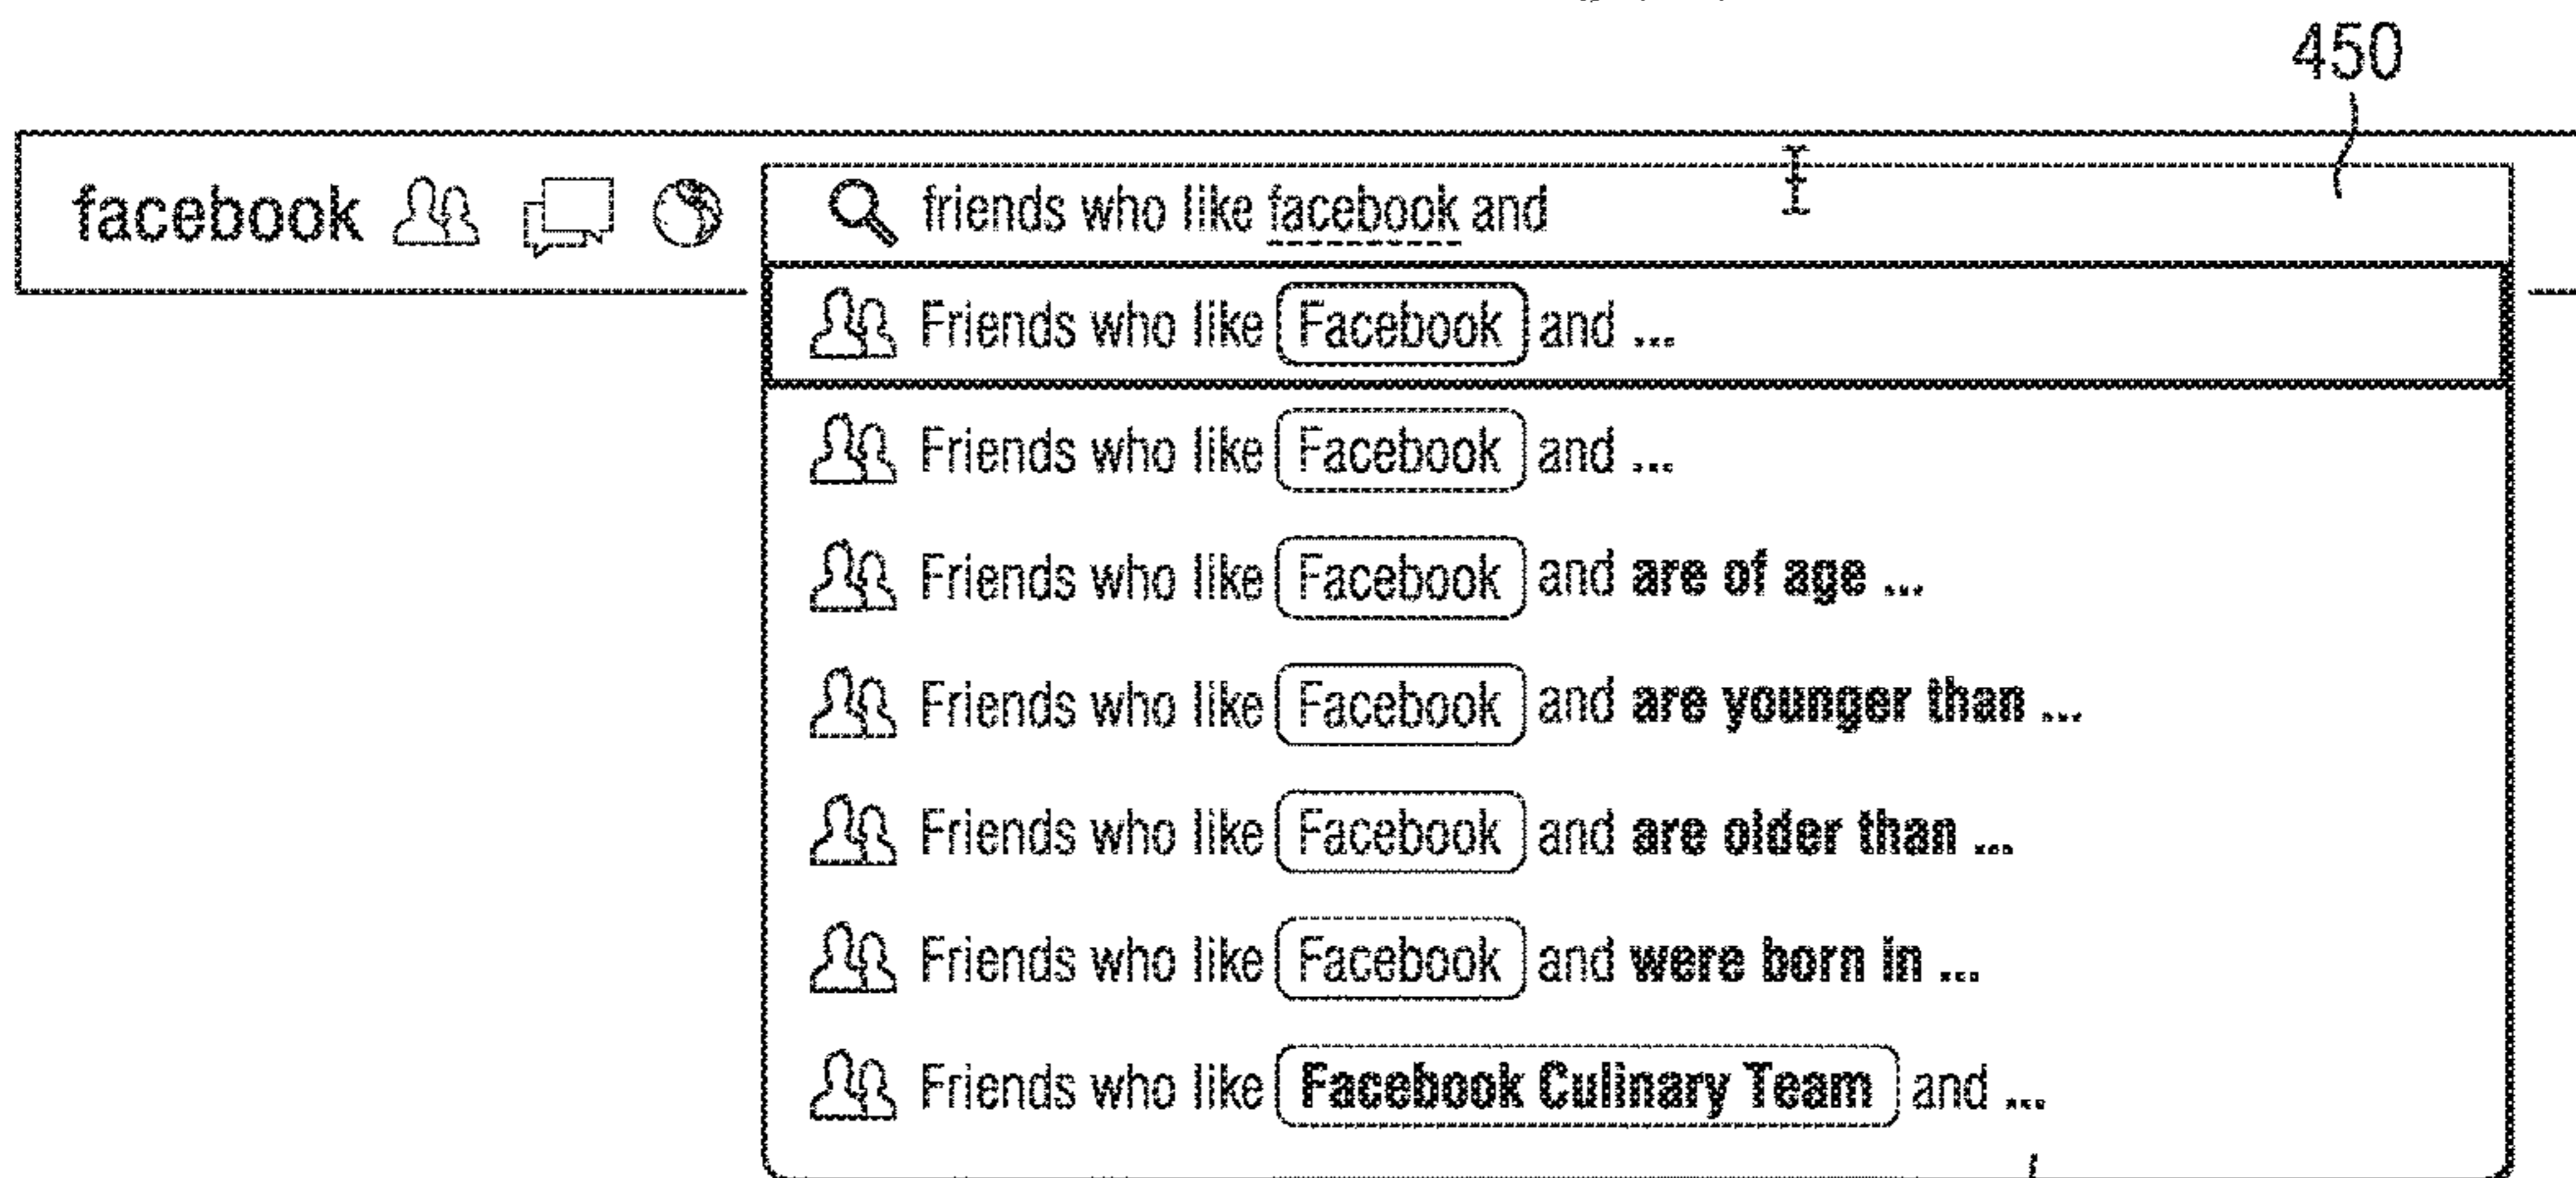 450
facebook friends who like facebook and
Friends who like Facebook and ...
Friends who like Facebook and ...
Friends who like Facebook and are of age ...
Friends who like Facebook and are younger than ...
Friends who like Facebook and are older than ...
Friends who like Facebook and were born in ...
Friends who like Facebook Culinary Team and ...